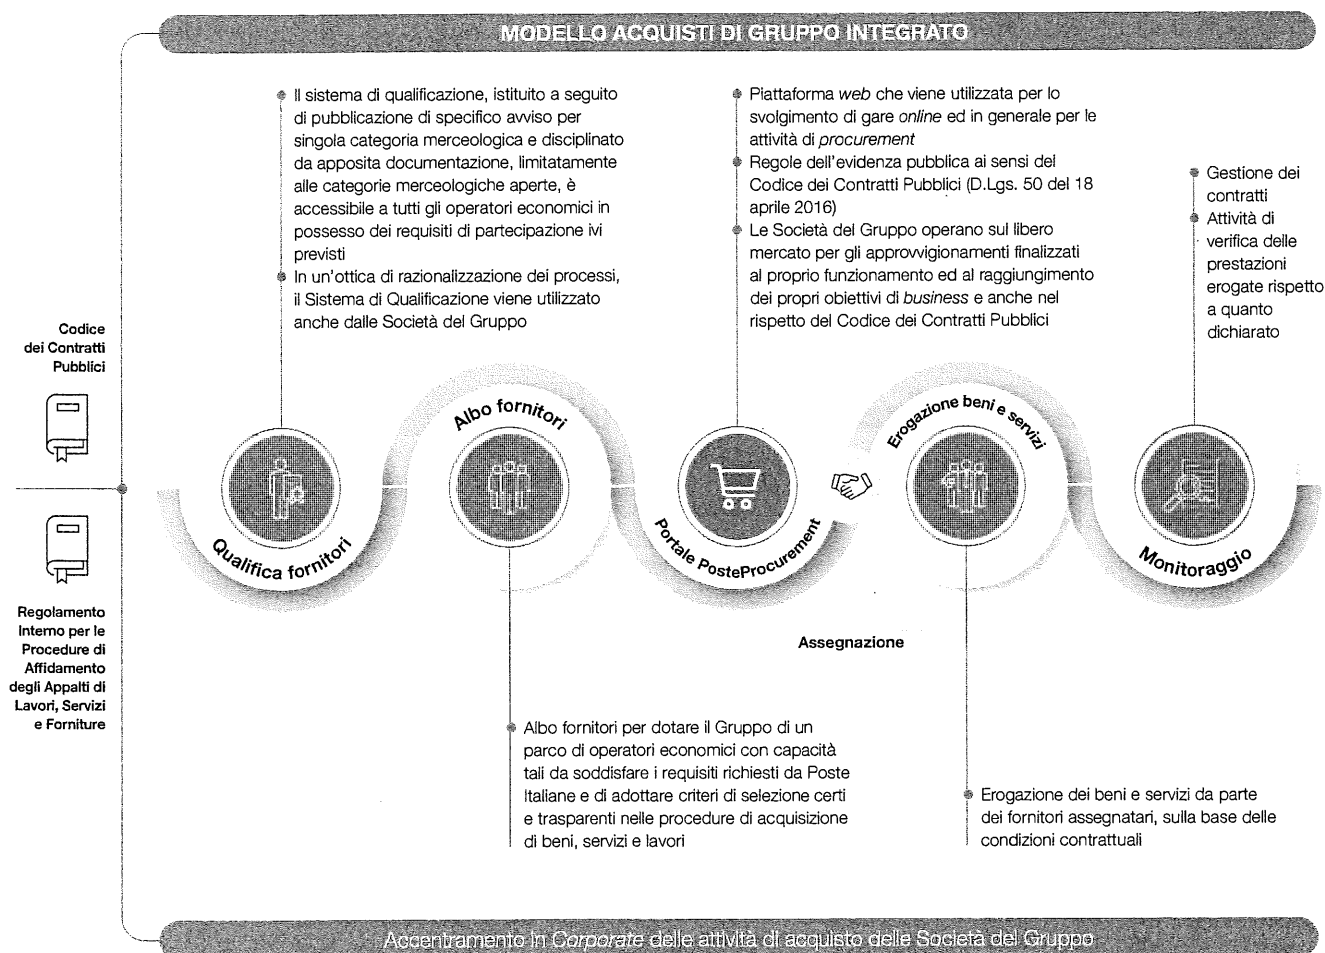 MODELLO ACQUISTI DI GRUPPO INTEGRATO
Il sistema di qualificazione, istituito a seguito
di pubblicazione di specifico avviso per
singola categoria merceologica e disciplinato
da apposita documentazione, limitatamente
alle categorie merceologiche aperte, è
accessibile a tutti gli operatori economici in
possesso dei requisiti di partecipazione ivi
previsti
In un'ottica di razionalizzazione dei processi,
il Sistema di Qualificazione viene utilizzato
anche dalle Società del Gruppo
Piattaforma web che viene utilizzata per lo
svolgimento di gare online ed in generale per le
attività di procurement
Regole dell'evidenza pubblica ai sensi del
Codice dei Contratti Pubblici (D.Lgs. 50 del 18
aprile 2016)
Le Società del Gruppo operano sul libero
mercato per gli approvvigionamenti finalizzati
al proprio funzionamento ed al raggiungimento
dei propri obiettivi di business e anche nel
rispetto del Codice dei Contratti Pubblici
Gestione dei
contratti
Attività di
verifica delle
prestazioni
erogate rispetto
a quanto
dichiarato
Codice
dei Contratti
Pubblici
Regolamento
Interno per le
Procedure di
Affidamento
degli Appalti di
Lavori, Servizi
e Forniture
Qualifica fornitori
Albo fornitori
Portale PosteProcurement
Erogazione beni e servizi
Monitoraggio
Assegnazione
Albo fornitori per dotare il Gruppo di un
parco di operatori economici con capacità
tali da soddisfare i requisiti richiesti da Poste
Italiane e di adottare criteri di selezione certi
e trasparenti nelle procedure di acquisizione
di beni, servizi e lavori
Erogazione dei beni e servizi da parte
dei fornitori assegnatari, sulla base delle
condizioni contrattuali
Accentramento in Corporate delle attività di acquisto delle Società del Gruppo